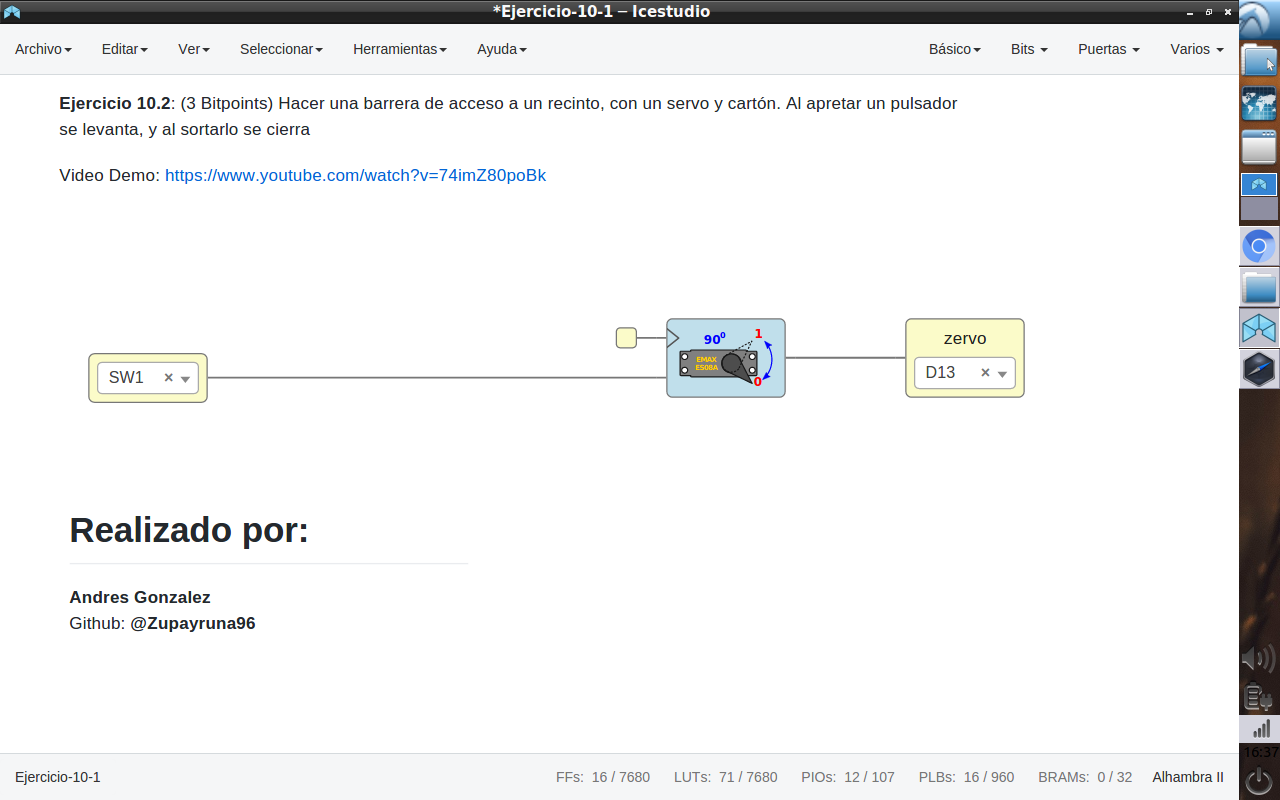 *Ejercicio-10-1 – Icestudio
Archivo Editar Ver Seleccionar Herramientas Ayuda Básico Bits Puertas Varios
Ejercicio 10.2: (3 Bitpoints) Hacer una barrera de acceso a un recinto, con un servo y cartón. Al apretar un pulsador
se levanta, y al sortarlo se cierra
Video Demo: https://www.youtube.com/watch?v=74imZ80poBk
90⁰ 1
EMAX
ES08A
0
zervo
SW1 ×
D13 ×
Realizado por:
Andres Gonzalez
Github: @Zupayruna96
16:37
Ejercicio-10-1 FFs: 16 / 7680 LUTs: 71 / 7680 PIOs: 12 / 107 PLBs: 16 / 960 BRAMs: 0 / 32 Alhambra II